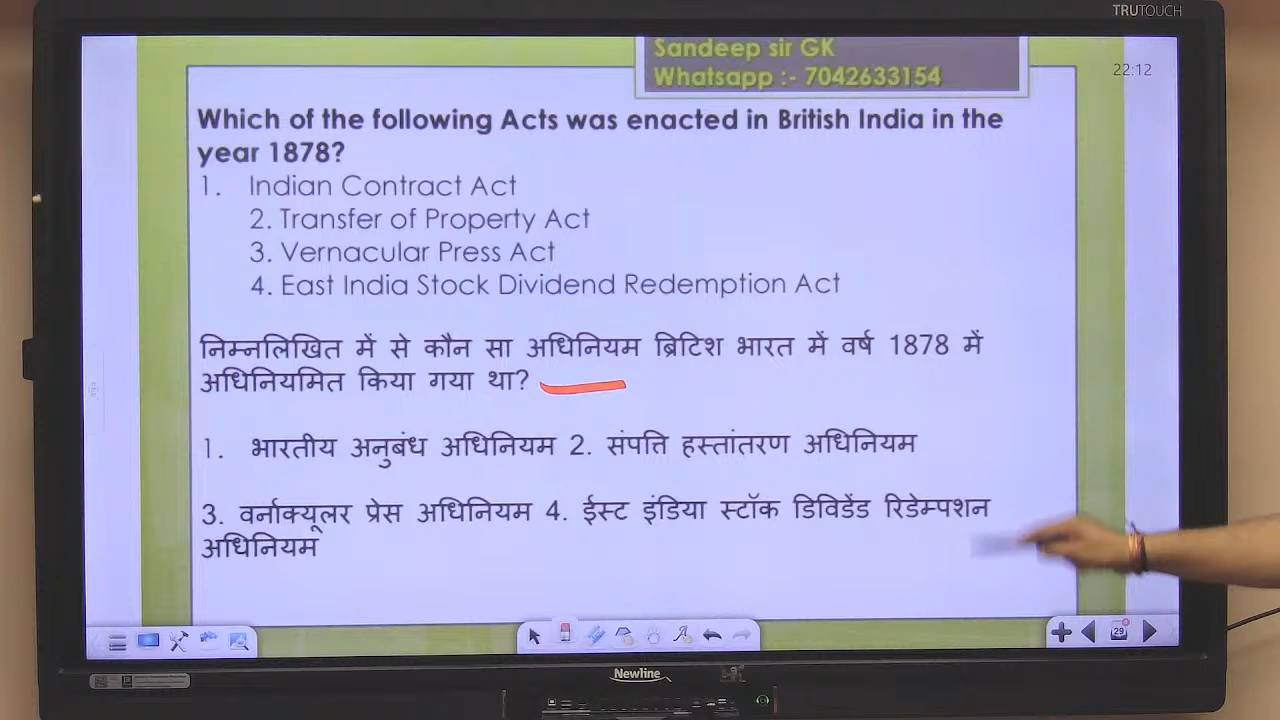 TRUTOUCH
Sandeep sir GK
Whatsapp :- 7042633154
22:12
Which of the following Acts was enacted in British India in the
year 1878?
1. Indian Contract Act
2. Transfer of Property Act
3. Vernacular Press Act
4. East India Stock Dividend Redemption Act
निम्नलिखित में से कौन सा अधिनियम ब्रिटिश भारत में वर्ष 1878 में
अधिनियमित किया गया था?
1. भारतीय अनुबंध अधिनियम 2. संपत्ति हस्तांतरण अधिनियम
3. वर्नाक्यूलर प्रेस अधिनियम 4. ईस्ट इंडिया स्टॉक डिविडेंड रिडेम्पशन
अधिनियम
29
Newline